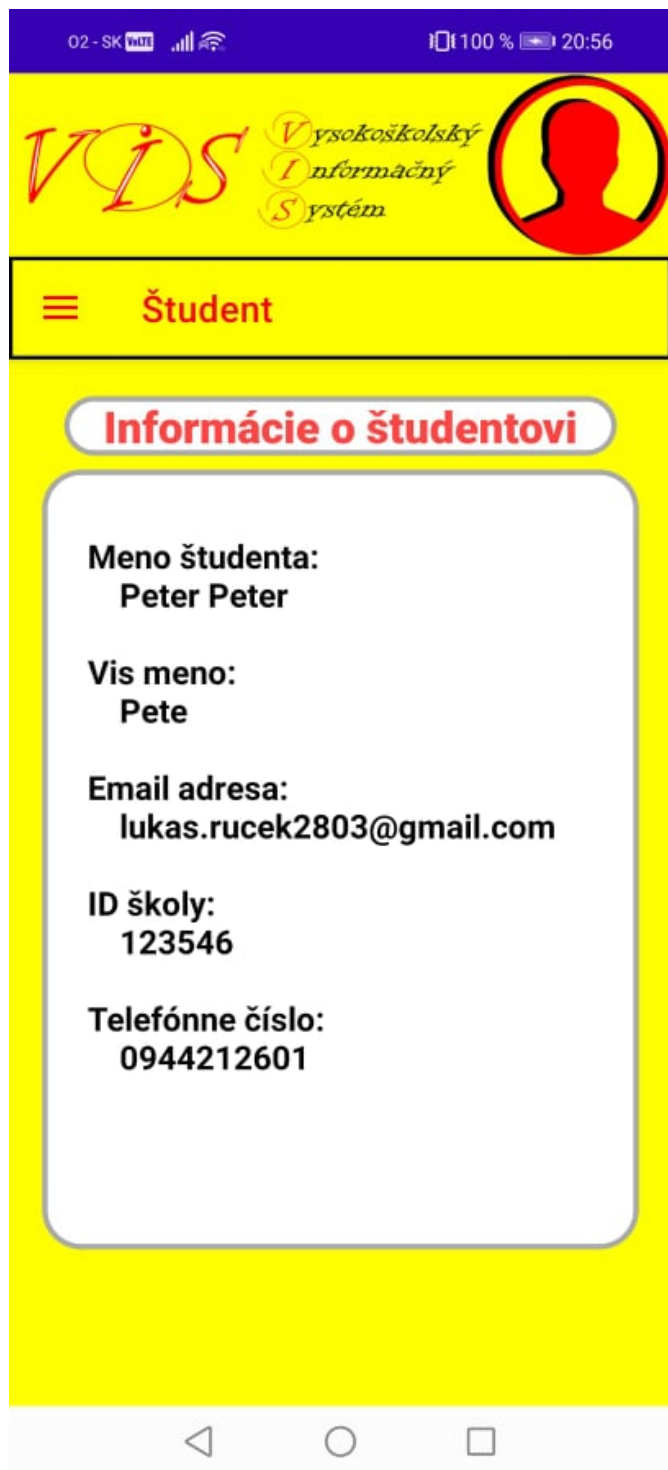 O2 - SK VoLTE 100 % 20:56
VIS
Vysokoškolský
Informačný
Systém
Študent
Informácie o študentovi
Meno študenta:
Peter Peter
Vis meno:
Pete
Email adresa:
lukas.rucek2803@gmail.com
ID školy:
123546
Telefónne číslo:
0944212601